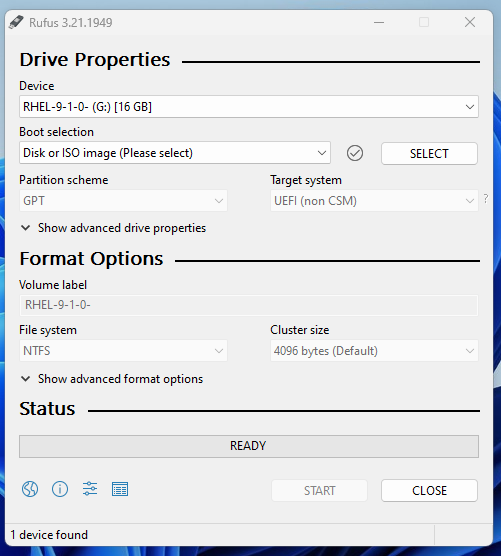 Rufus 3.21.1949
Drive Properties
Device
RHEL-9-1-0- (G:) [16 GB]
Boot selection
Disk or ISO image (Please select)
SELECT
Partition scheme
Target system
GPT
UEFI (non CSM)
?
Show advanced drive properties
Format Options
Volume label
RHEL-9-1-0-
File system
Cluster size
NTFS
4096 bytes (Default)
Show advanced format options
Status
READY
START
CLOSE
1 device found